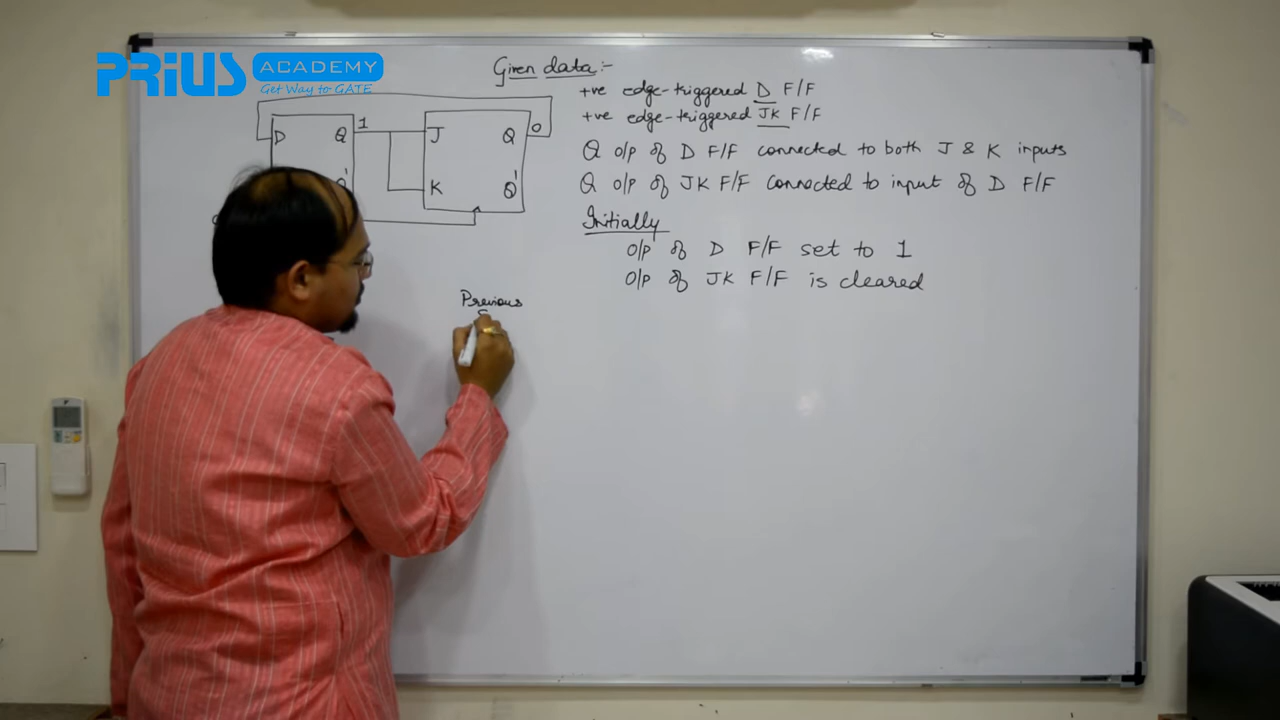 PRiUS ACADEMY
Get Way to GATE
Given data :-
+ve edge-triggered D F/F
+ve edge-triggered JK F/F
Q o/p of D F/F connected to both J & K inputs
Q o/p of JK F/F connected to input of D F/F
Initially
o/p of D F/F set to 1
o/p of JK F/F is cleared
D Q 1 J Q 0
Q' K Q'
Previous
S